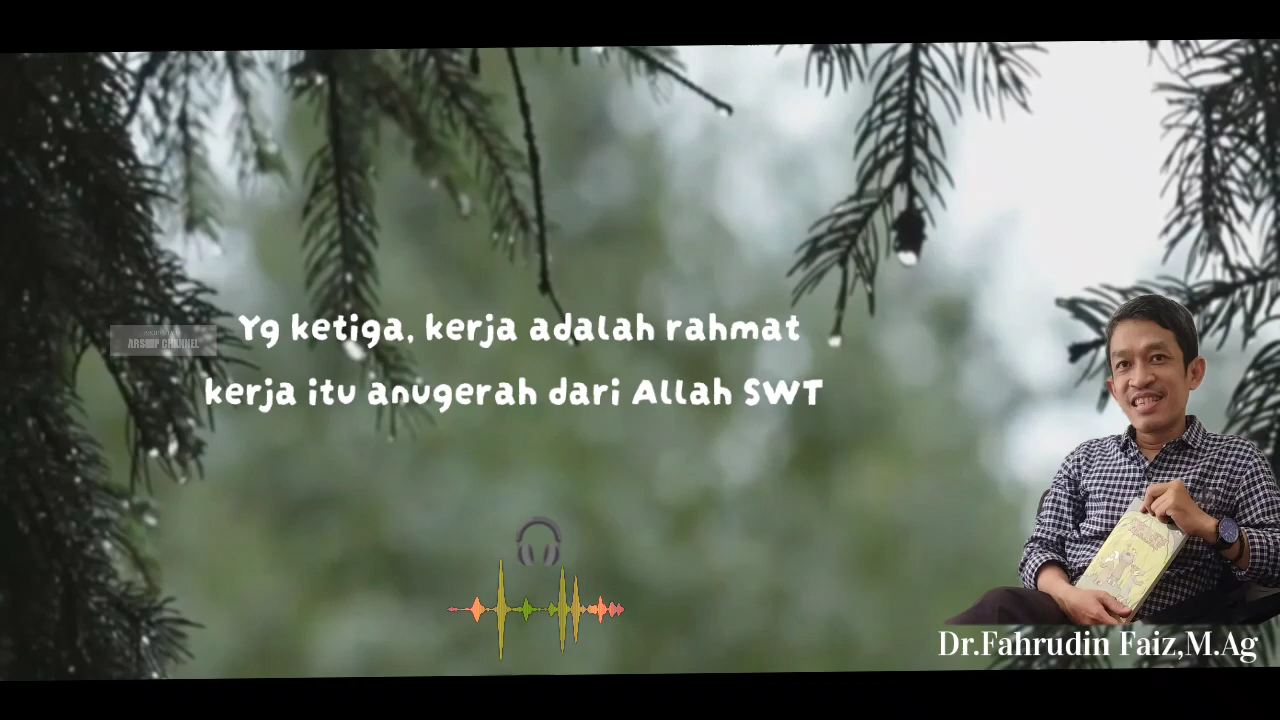 Yg ketiga, kerja adalah rahmat
kerja itu anugerah dari Allah SWT
Dr.Fahrudin Faiz,M.Ag